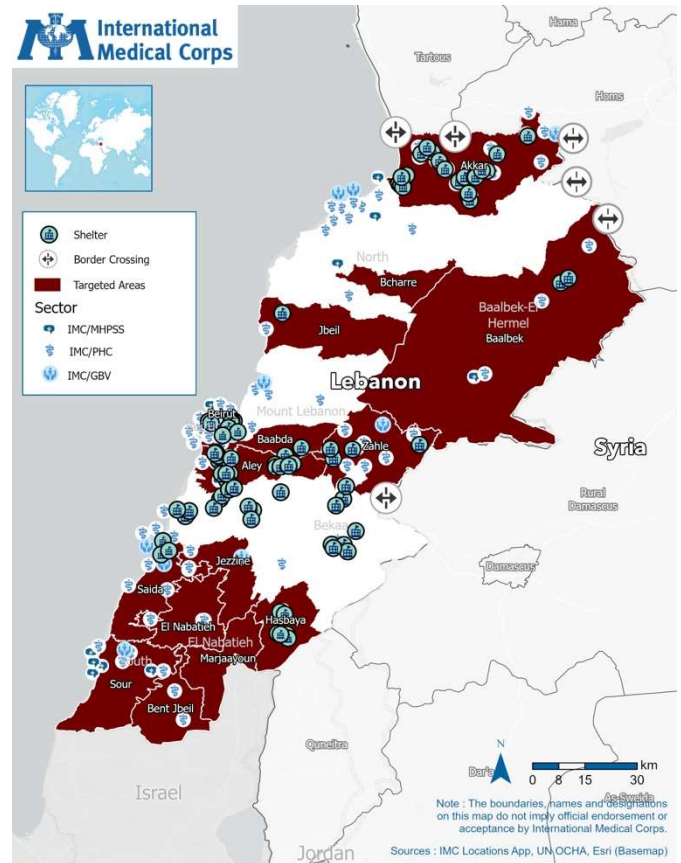 International
Medical Corps
Hama
Tartous
Homs
Akkar
Shelter
Border Crossing
Targeted Areas
Sector
IMC/MHPSS
IMC/PHC
IMC/GBV
North
Bcharre
Jbeil
Baalbek-El
Hermel
Baalbek
Lebanon
Mount Lebanon
Beirut
Baabda
Zahle
Aley
Syria
Rural
Damascus
Bekaa
Damascus
Jezzine
Saida
El Nabatieh
Hasbaya
El Nabatieh
Marjaayoun
Sour
Bent Jbeil
Quneitra
Israel
N
km
0 8 15 30
As-Sweida
Note : The boundaries, names and designations
on this map do not imply official endorsement or
acceptance by International Medical Corps.
Jordan
Sources : IMC Locations App, UN OCHA, Esri (Basemap)